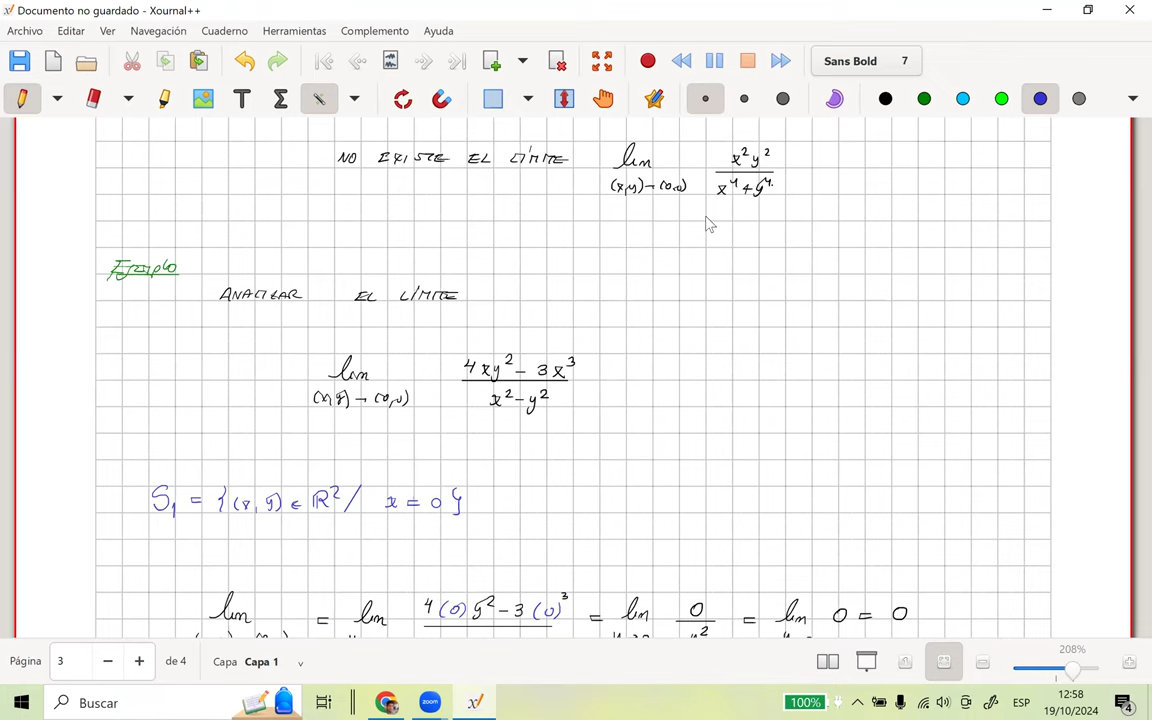 Documento no guardado - Xournal++
Archivo Editar Ver Navegación Cuaderno Herramientas Complemento Ayuda
Sans Bold 7
NO EXISTE EL LÍMITE lim x²y²
(x,y)→(0,0) x⁴+y⁴
Ejemplo
ANALIZAR EL LÍMITE
lim 4xy² - 3x³
(x,y)→(0,0) x²-y²
S₁ = {(x,y) ∈ ℝ² / x = 0}
lim = lim 4(0)y² - 3(0)³ = lim 0 = lim 0 = 0
y²
Página 3 de 4 Capa Capa 1
208%
Buscar
zoom
100%
ESP
12:58
19/10/2024
4